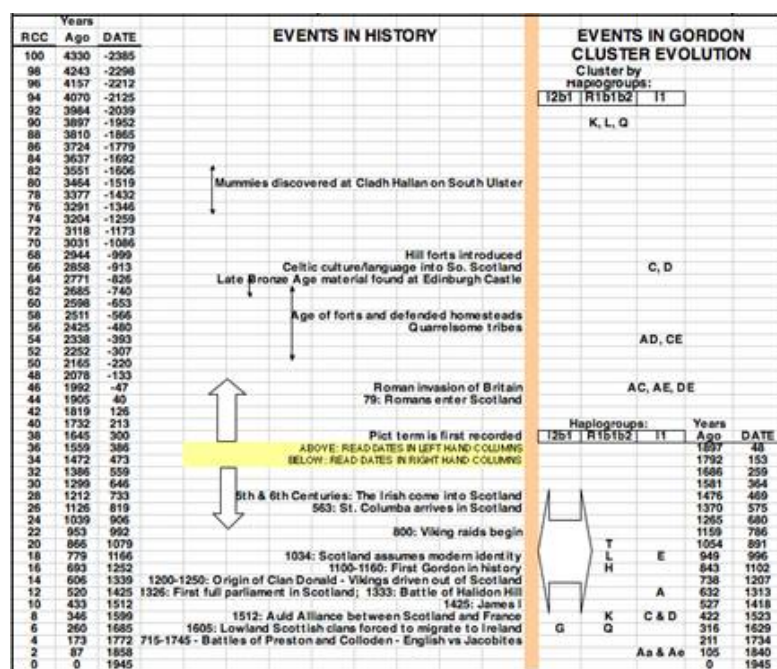 Years
RCC Ago DATE EVENTS IN HISTORY EVENTS IN GORDON
100 4330 -2385 CLUSTER EVOLUTION
98 4243 -2298 Cluster by
96 4157 -2212 Haplogroups:
94 4070 -2125 I2b1 R1b1b2 I1
92 3984 -2039
90 3897 -1952 K, L, Q
88 3810 -1865
86 3724 -1779
84 3637 -1692
82 3551 -1606
80 3464 -1519 Mummies discovered at Cladh Hallan on South Ulster
78 3377 -1432
76 3291 -1346
74 3204 -1259
72 3118 -1173
70 3031 -1086
68 2944 -999 Hill forts introduced
66 2858 -913 Celtic culture/language into So. Scotland C, D
64 2771 -826 Late Bronze Age material found at Edinburgh Castle
62 2685 -740
60 2598 -653
58 2511 -566 Age of forts and defended homesteads
56 2425 -480 Quarrelsome tribes
54 2338 -393 AD, CE
52 2252 -307
50 2165 -220
48 2078 -133
46 1992 -47 Roman invasion of Britain AC, AE, DE
44 1905 40 79: Romans enter Scotland
42 1819 126
40 1732 213 Haplogroups: Years
38 1645 300 Pict term is first recorded I2b1 R1b1b2 I1 Ago DATE
36 1559 386 ABOVE: READ DATES IN LEFT HAND COLUMNS 1897 48
34 1472 473 BELOW: READ DATES IN RIGHT HAND COLUMNS 1792 153
32 1386 559 1686 259
30 1299 646 1581 364
28 1212 733 5th & 6th Centuries: The Irish come into Scotland 1476 469
26 1126 819 563: St. Columba arrives in Scotland 1370 575
24 1039 906 1265 680
22 953 992 800: Viking raids begin 1159 786
20 866 1079 T 1054 891
18 779 1166 1034: Scotland assumes modern identity L E 949 996
16 693 1252 1100-1160: First Gordon in history H 843 1102
14 606 1339 1200-1250: Origin of Clan Donald - Vikings driven out of Scotland 738 1207
12 520 1425 1326: First full parliament in Scotland; 1333: Battle of Halidon Hill A 632 1313
10 433 1512 1425: James I 527 1418
8 346 1599 1512: Auld Alliance between Scotland and France K C & D 422 1523
6 260 1685 1605: Lowland Scottish clans forced to migrate to Ireland G Q 316 1629
4 173 1772 715-1745 - Battles of Preston and Colloden - English vs Jacobites 211 1734
2 87 1858 Aa & Ae 105 1840
0 0 1945 0 1945